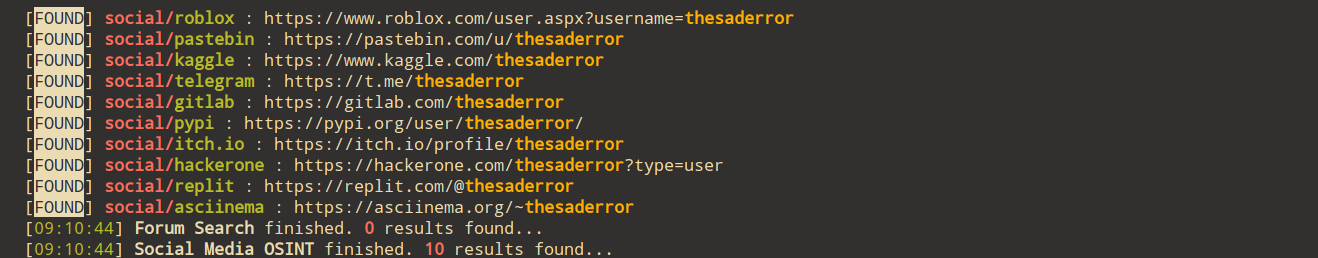 [FOUND] social/roblox : https://www.roblox.com/user.aspx?username=thesaderror
[FOUND] social/pastebin : https://pastebin.com/u/thesaderror
[FOUND] social/kaggle : https://www.kaggle.com/thesaderror
[FOUND] social/telegram : https://t.me/thesaderror
[FOUND] social/gitlab : https://gitlab.com/thesaderror
[FOUND] social/pypi : https://pypi.org/user/thesaderror/
[FOUND] social/itch.io : https://itch.io/profile/thesaderror
[FOUND] social/hackerone : https://hackerone.com/thesaderror?type=user
[FOUND] social/replit : https://replit.com/@thesaderror
[FOUND] social/asciinema : https://asciinema.org/~thesaderror
[09:10:44] Forum Search finished. 0 results found...
[09:10:44] Social Media OSINT finished. 10 results found...